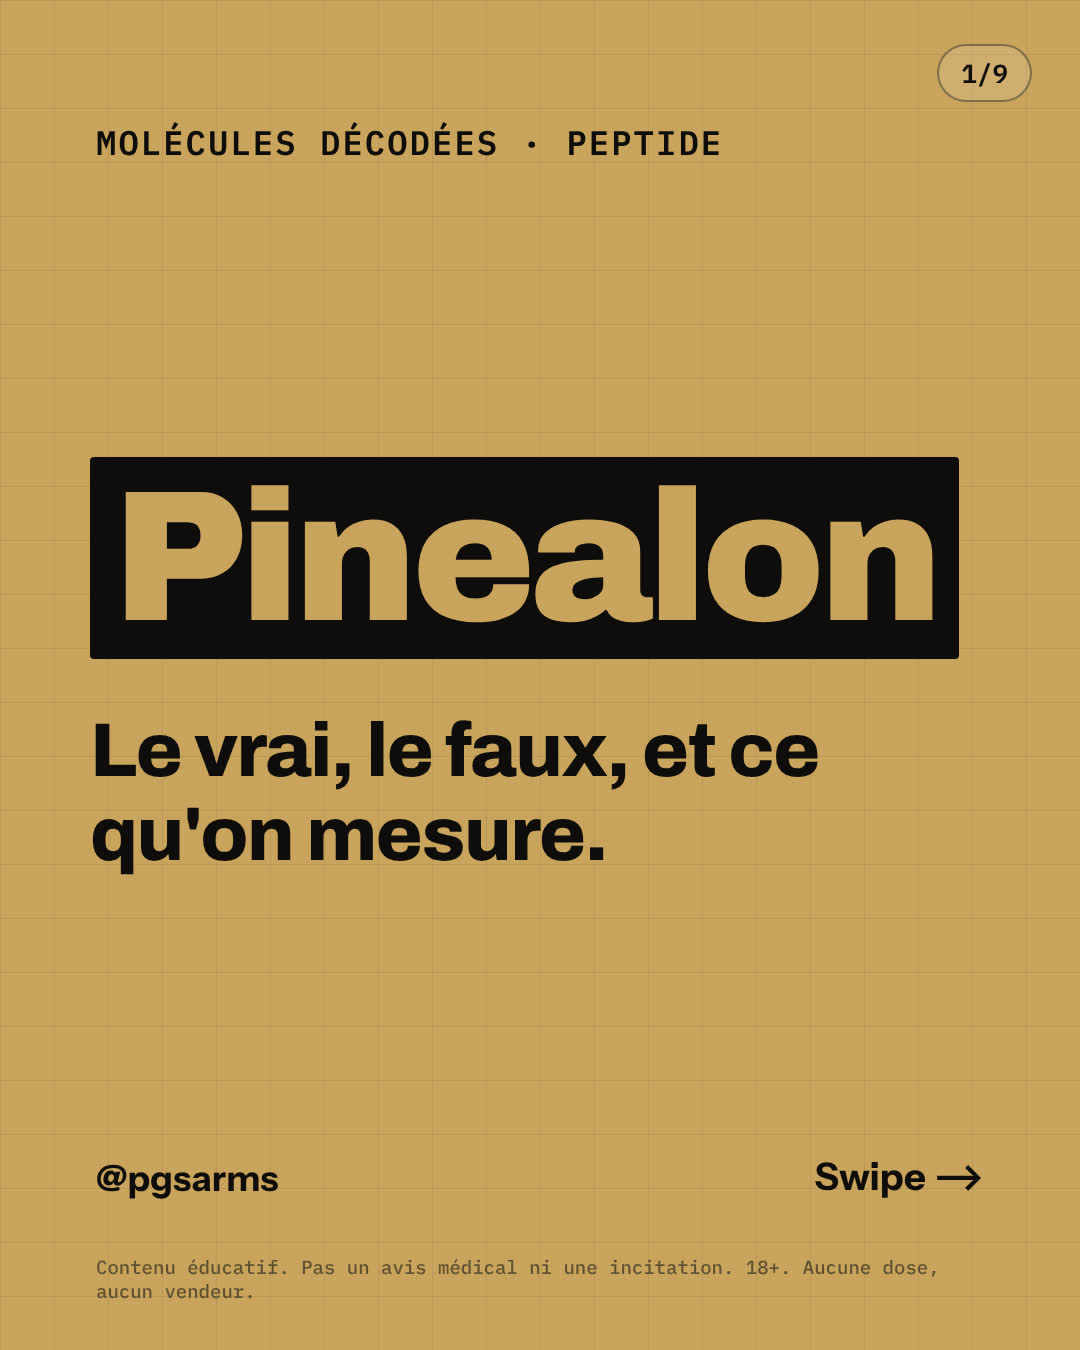 1/9
MOLÉCULES DÉCODÉES · PEPTIDE
Pinealon
Le vrai, le faux, et ce
qu'on mesure.
@pgsarms
Swipe →
Contenu éducatif. Pas un avis médical ni une incitation. 18+. Aucune dose,
aucun vendeur.